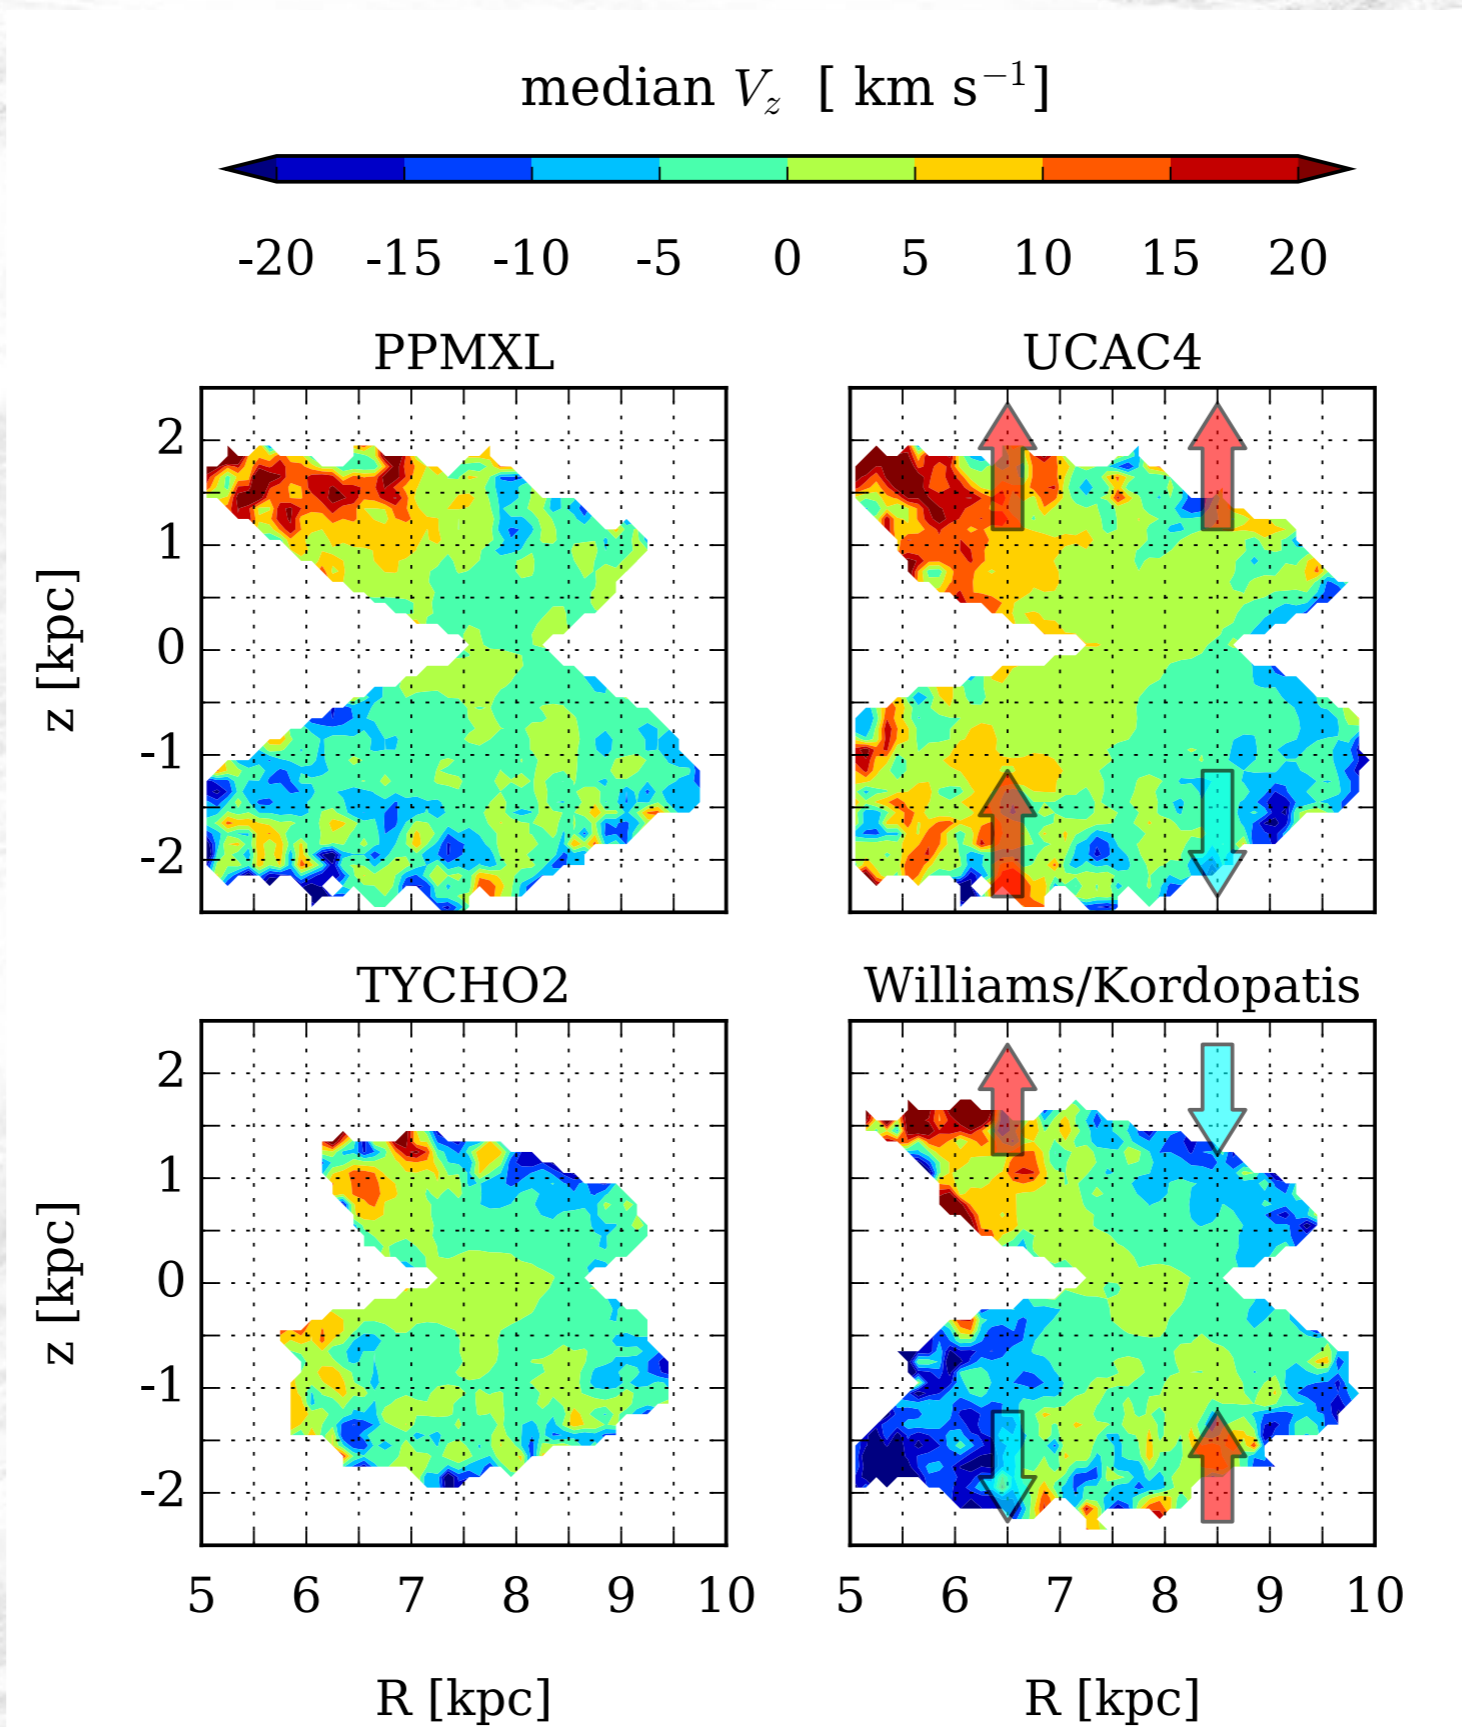 median V_z [ km s⁻¹]
-20 -15 -10 -5 0 5 10 15 20
PPMXL UCAC4
2
1
0
-1
-2
z [kpc]
TYCHO2 Williams/Kordopatis
2
1
0
-1
-2
z [kpc]
5 6 7 8 9 10 5 6 7 8 9 10
R [kpc] R [kpc]